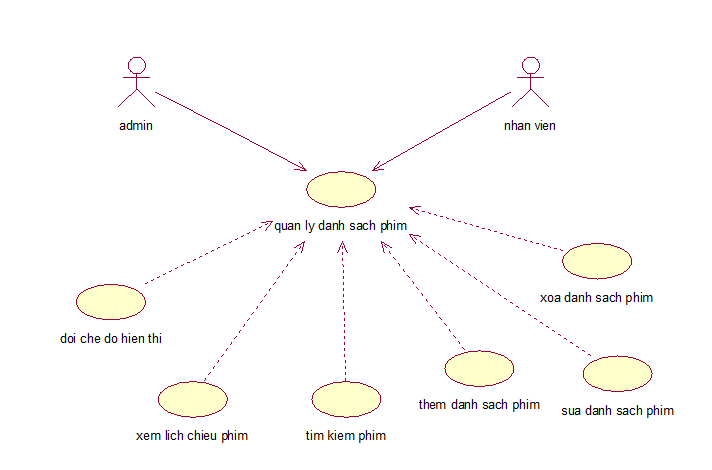 admin
nhan vien
quan ly danh sach phim
xoa danh sach phim
doi che do hien thi
them danh sach phim
sua danh sach phim
xem lich chieu phim
tim kiem phim